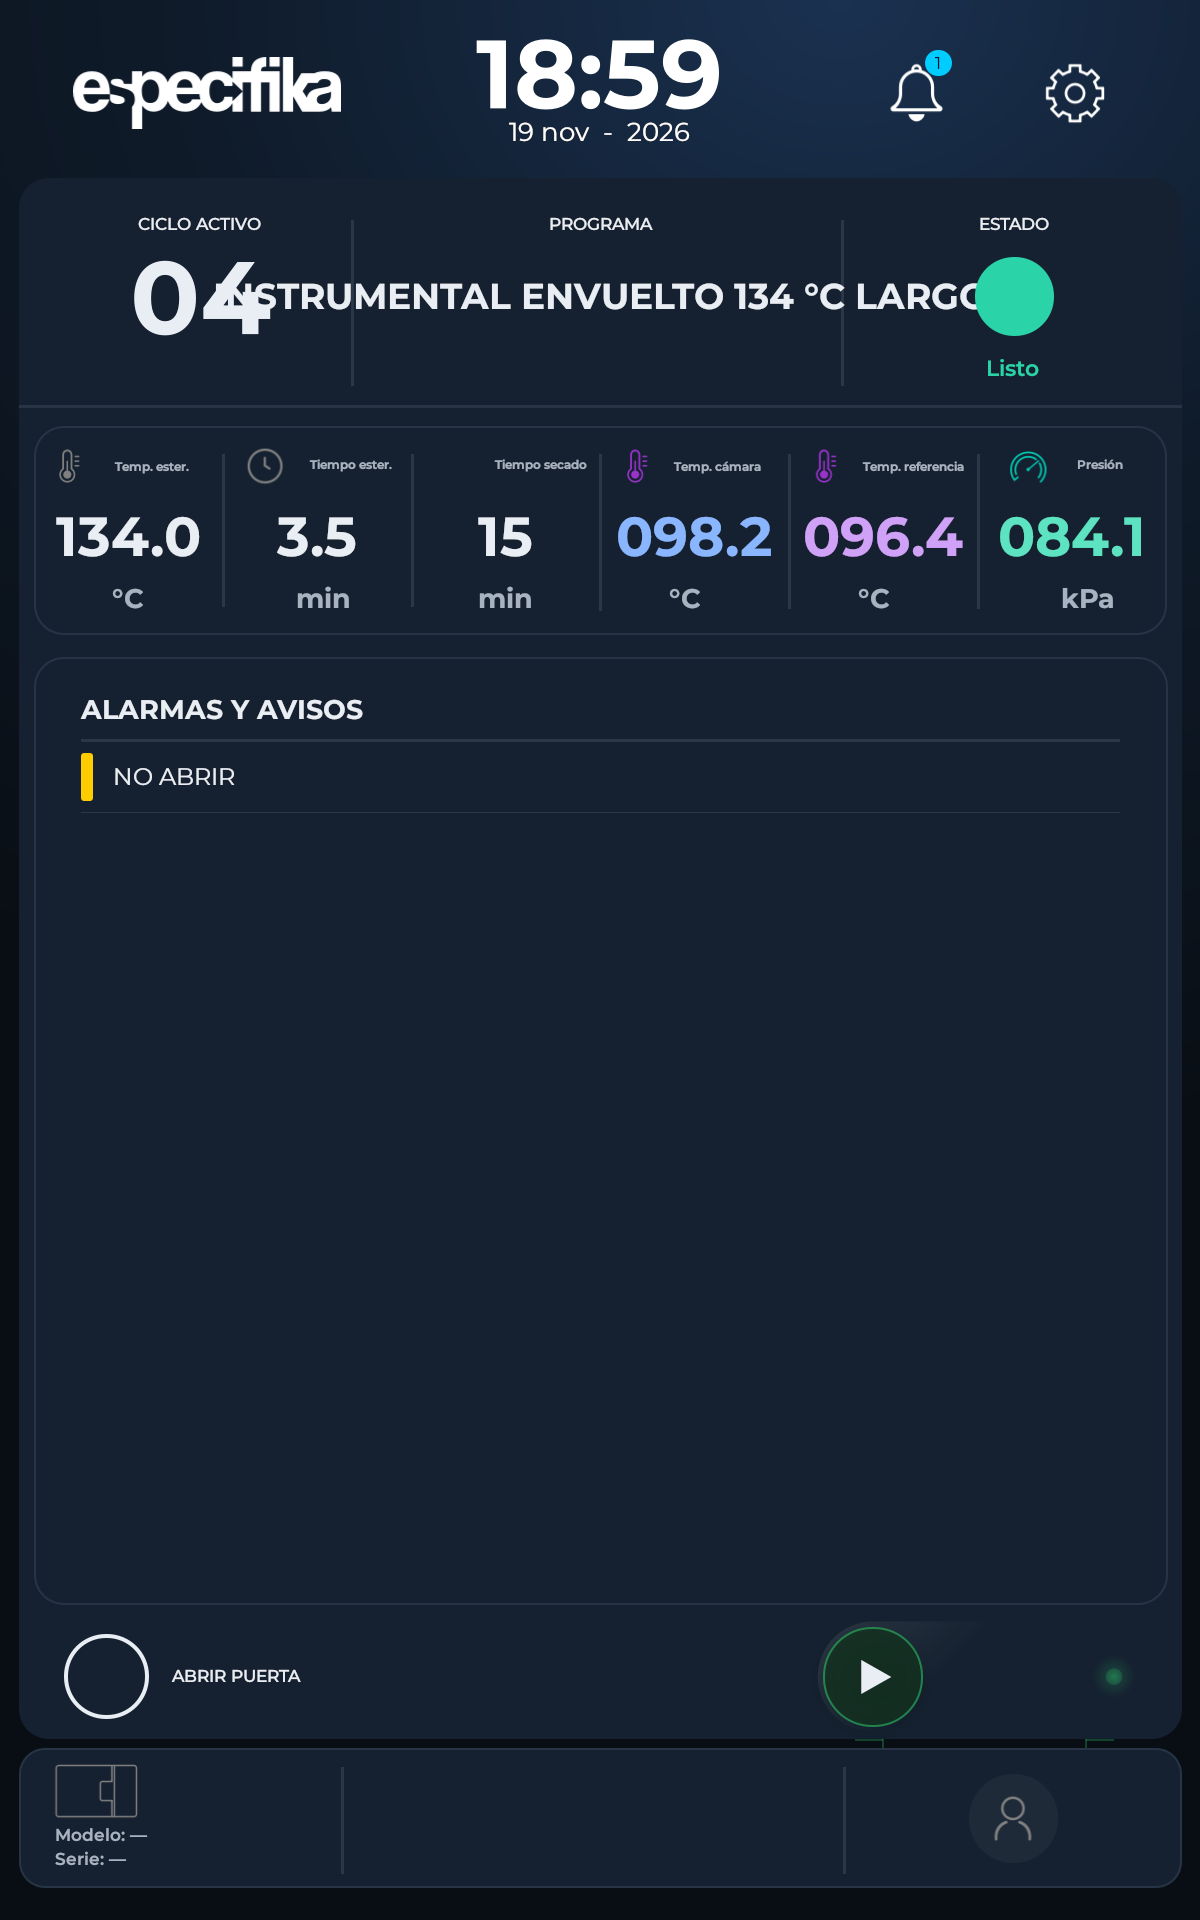 especifika
18:59
1
19 nov - 2026
CICLO ACTIVO
PROGRAMA
ESTADO
04
INSTRUMENTAL ENVUELTO 134 °C LARGO
Listo
Temp. ester.
Tiempo ester.
Tiempo secado
Temp. cámara
Temp. referencia
Presión
134.0
3.5
15
098.2
096.4
084.1
°C
min
min
°C
°C
kPa
ALARMAS Y AVISOS
NO ABRIR
ABRIR PUERTA
Modelo: —
Serie: —